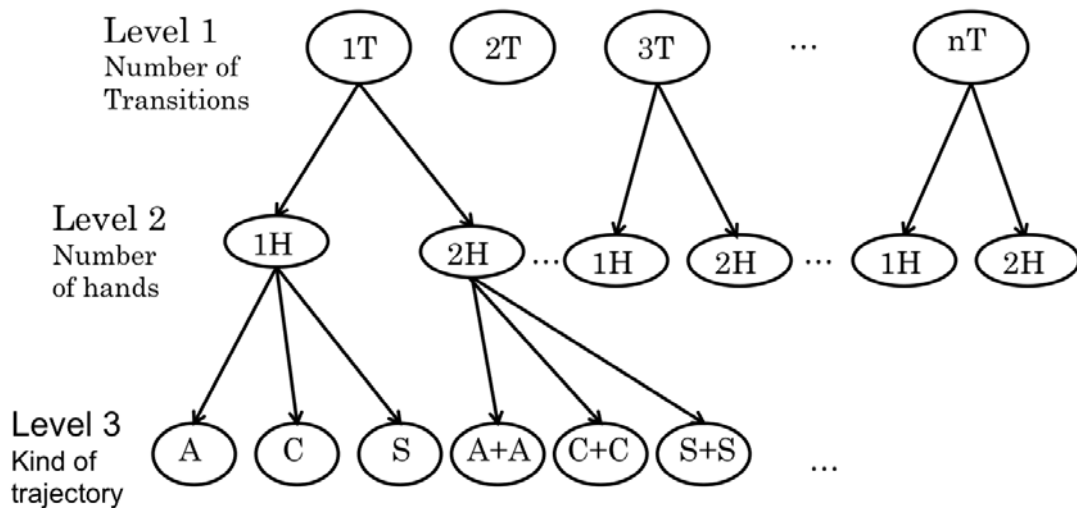 Level 1
Number of
Transitions
1T
2T
3T
...
nT
Level 2
Number
of hands
1H
2H
...
1H
2H
...
1H
2H
Level 3
Kind of
trajectory
A
C
S
A+A
C+C
S+S
...